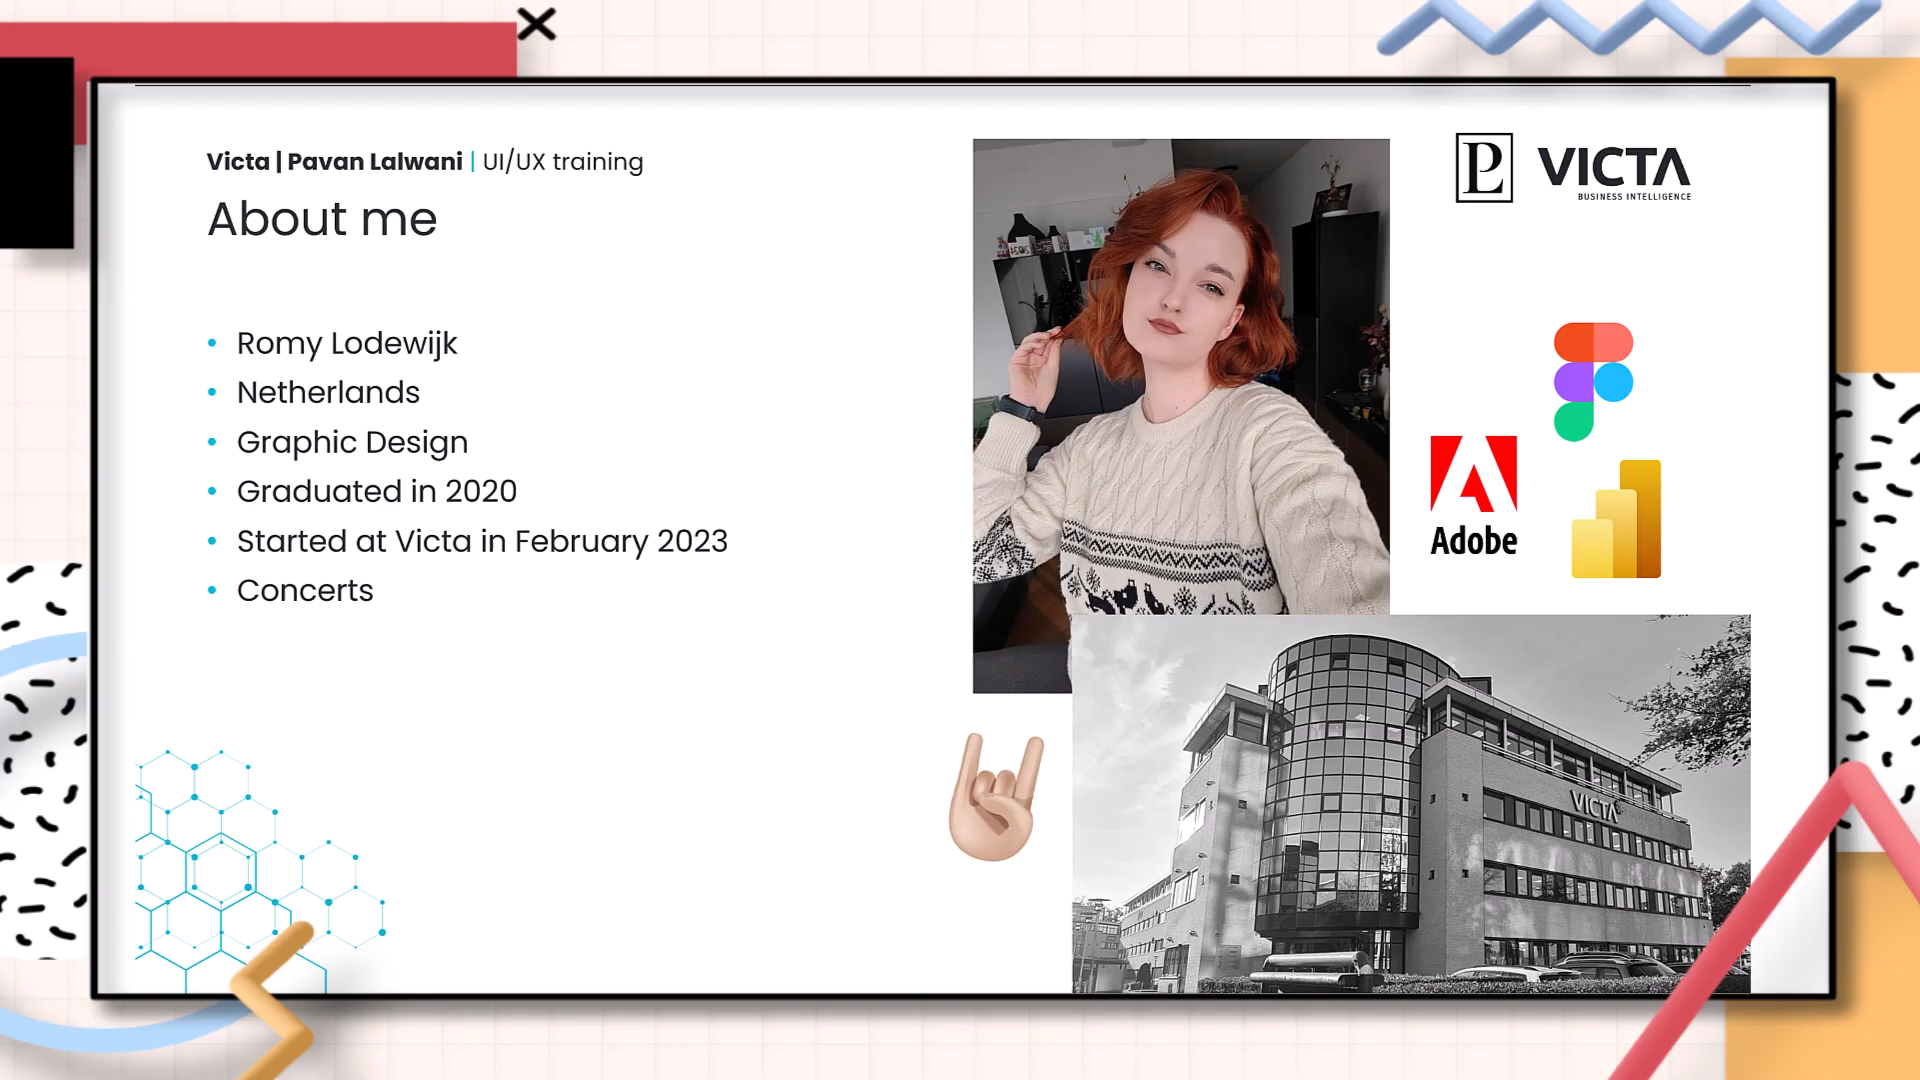 Victa | Pavan Lalwani | UI/UX training
About me
Romy Lodewijk
Netherlands
Graphic Design
Graduated in 2020
Started at Victa in February 2023
Concerts
PL
VICTA
BUSINESS INTELLIGENCE
Adobe
VICTA